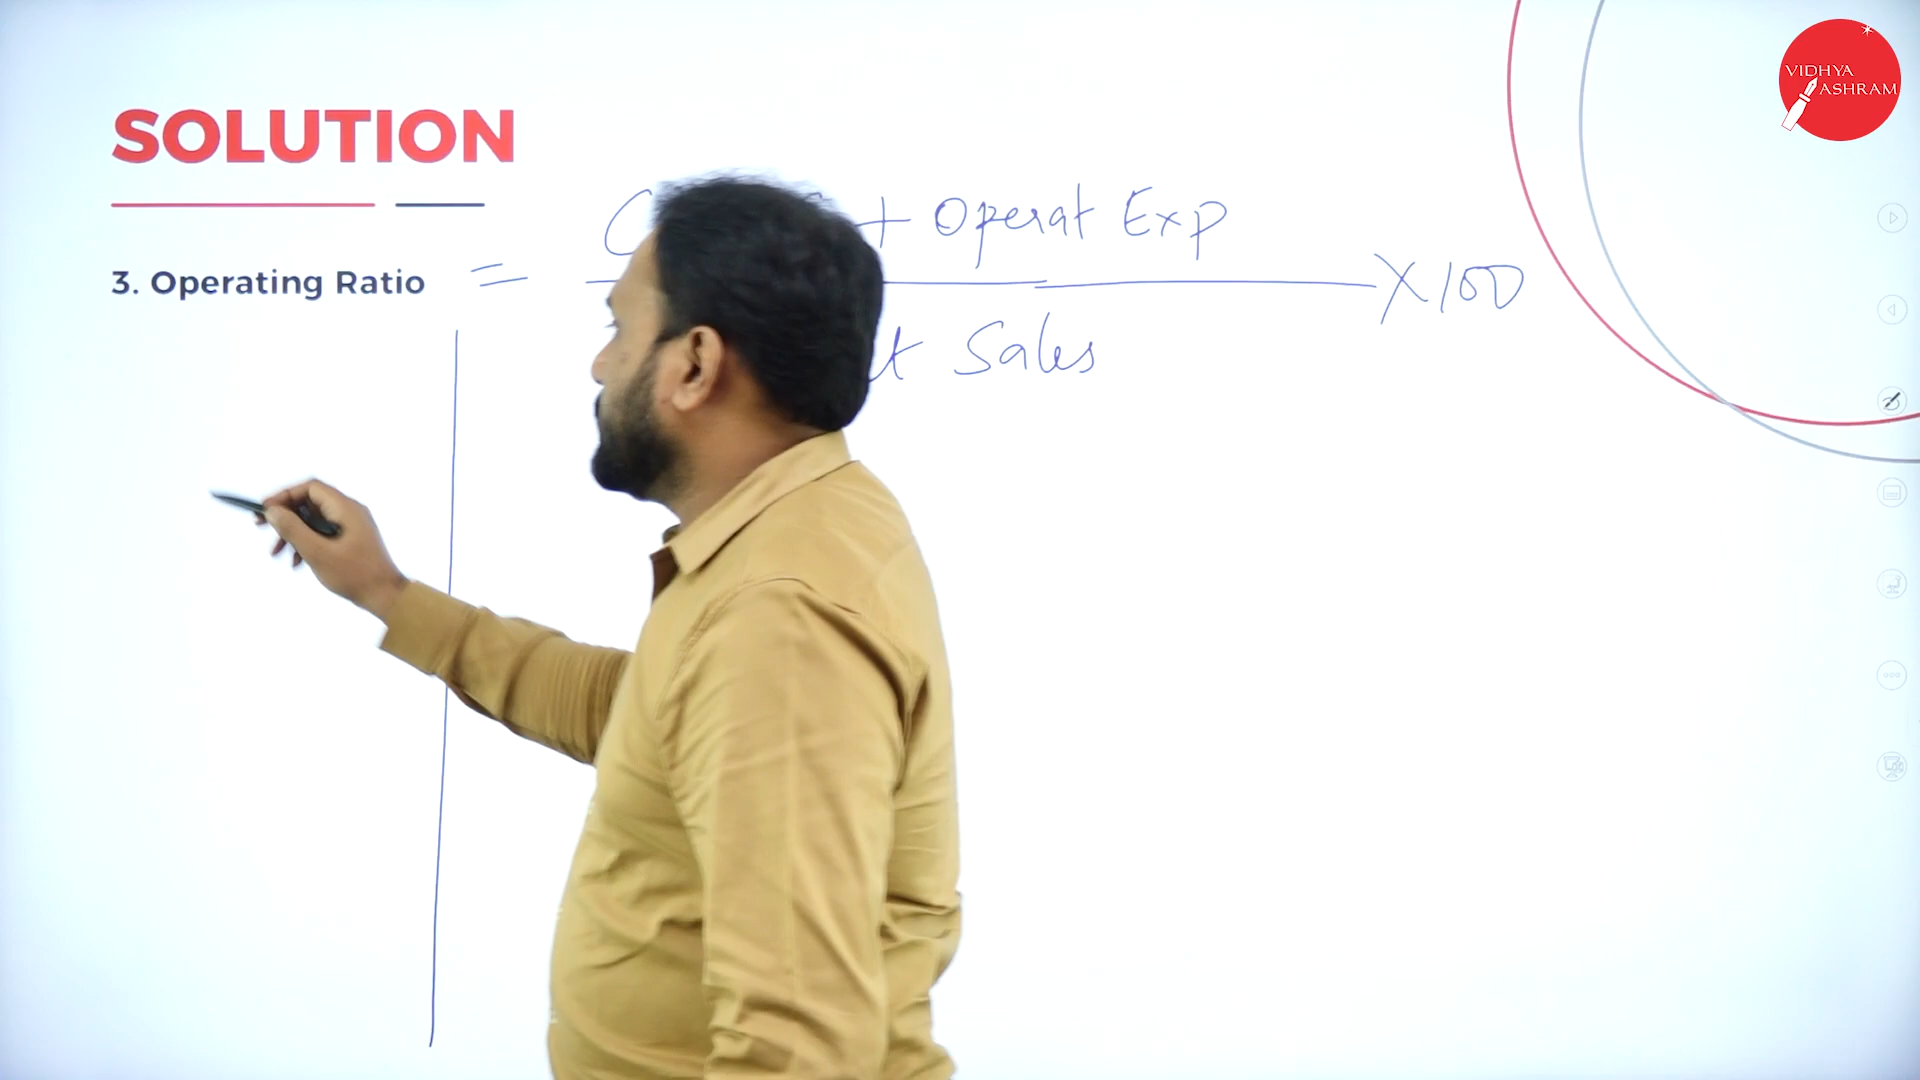 VIDHYA
ASHRAM
SOLUTION
+ Operat Exp
3. Operating Ratio = X100
Sales